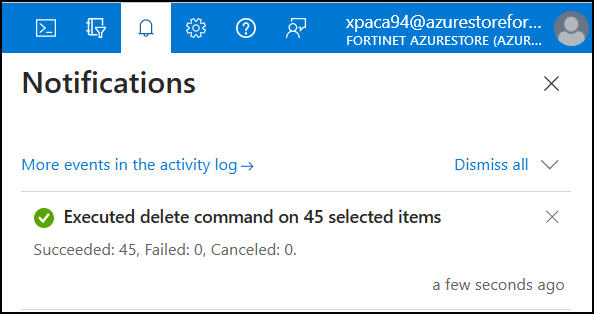 xpaca94@azurestorefor...
FORTINET AZURESTORE (AZUR...
Notifications
More events in the activity log →
Dismiss all
Executed delete command on 45 selected items
Succeeded: 45, Failed: 0, Canceled: 0.
a few seconds ago